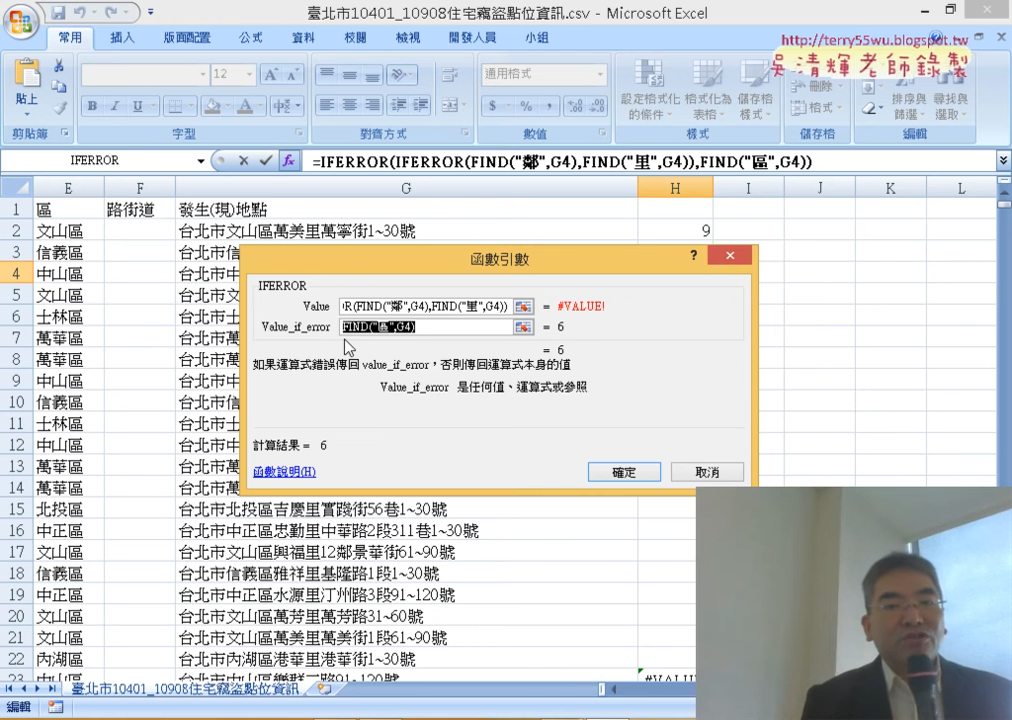 臺北市10401_10908住宅竊盜點位資訊.csv - Microsoft Excel
常用 插入 版面配置 公式 資料 校閱 檢視 開發人員 小組
http://terry55wu.blogspot.tw
吳清輝老師錄製
貼上 12 B I U 中 通用格式 $ % , 設定格式化的條件 格式化為表格 儲存格樣式 刪除 格式 排序與篩選 尋找與選取
剪貼簿 字型 對齊方式 數值 樣式 儲存格 編輯
IFERROR fx =IFERROR(IFERROR(FIND("鄰",G4),FIND("里",G4)),FIND("區",G4))
E F G H I J K L
1 區 路街道 發生(現)地點
2 文山區 台北市文山區萬美里萬寧街1~30號 9
3 信義區 台北市信
4 中山區 台北市中
5 文山區 台北市文
6 士林區 台北市士
7 萬華區 台北市萬
8 萬華區 台北市萬
9 中山區 台北市中
10 信義區 台北市信
11 士林區 台北市士
12 中山區 台北市中
13 萬華區 台北市萬
14 萬華區 台北市萬
15 北投區 台北市北投區吉慶里實踐街56巷1~30號
16 中正區 台北市中正區忠勤里中華路2段311巷1~30號
17 文山區 台北市文山區興福里12鄰景華街61~90號
18 信義區 台北市信義區雅祥里基隆路1段1~30號
19 中正區 台北市中正區水源里汀州路3段91~120號
20 文山區 台北市文山區萬芳里萬芳路31~60號
21 文山區 台北市文山區萬美里萬美街1段61~90號
22 內湖區 台北市內湖區港華里港華街1~30號
23
函數引數 ?
IFERROR
Value R(FIND("鄰",G4),FIND("里",G4)) = #VALUE!
Value_if_error FIND("區",G4) = 6
= 6
如果運算式錯誤傳回 value_if_error，否則傳回運算式本身的值
Value_if_error 是任何值、運算式或參照
計算結果 = 6
函數說明(H) 確定 取消
臺北市10401_10908住宅竊盜點位資訊
編輯